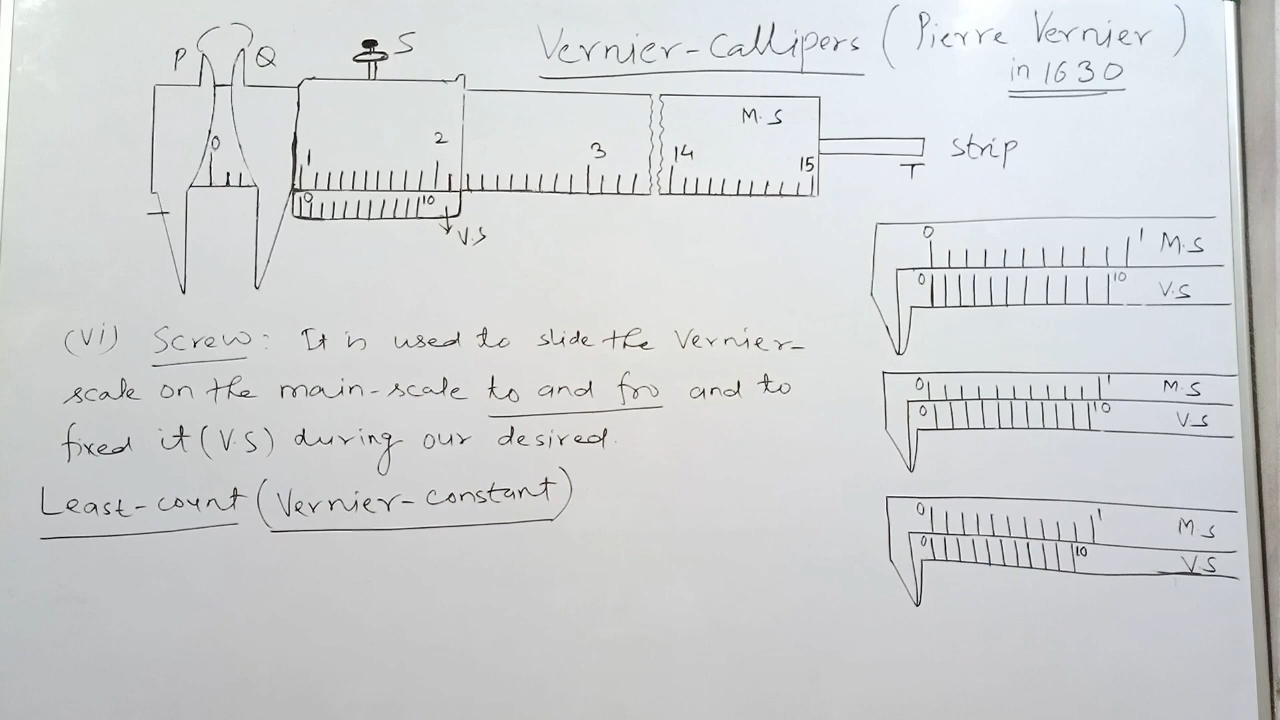 Vernier-Callipers (Pierre Vernier)
in 1630
P Q S
0 1 2 3 14 15
M.S
T strip
0 10
V.S
0 1 M.S
0 10 V.S
(vi) Screw: It is used to slide the Vernier-
scale on the main-scale to and fro and to
fixed it (V.S) during our desired.
Least-count (Vernier-constant)
0 1 M.S
0 10 V.S
0 1 M.S
0 10 V.S